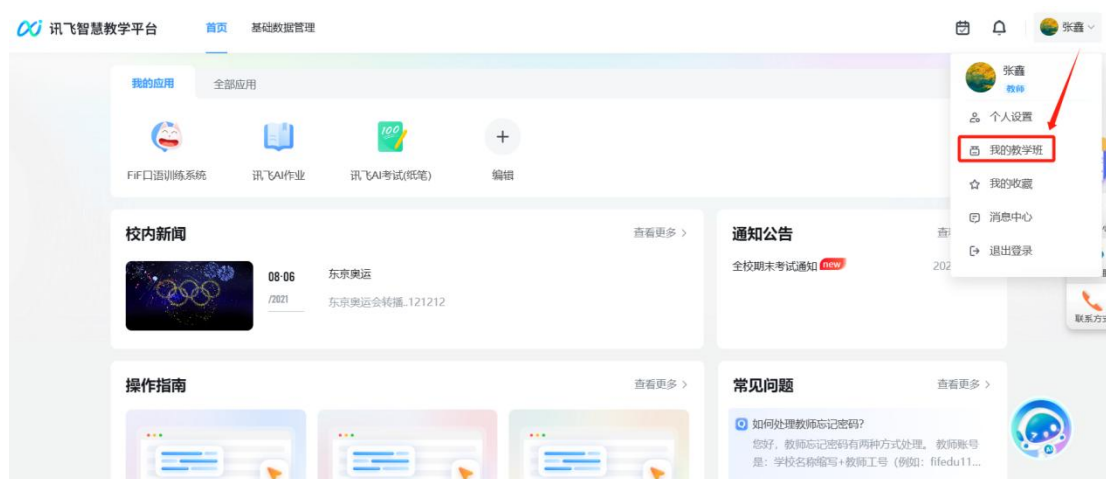 讯飞智慧教学平台 首页 基础数据管理 张鑫
我的应用 全部应用
张鑫
教师
个人设置
我的教学班
我的收藏
消息中心
退出登录
100
FiF口语训练系统 讯飞AI作业 讯飞AI考试(纸笔) 编辑
校内新闻 查看更多
08-06
/2021
东京奥运
东京奥运会转播..121212
通知公告
全校期末考试通知 new 202
联系方式
操作指南 查看更多
常见问题 查看更多
如何处理教师忘记密码?
您好,教师忘记密码有两种方式处理。 教师账号
是:学校名称缩写+教师工号(例如:fifedu11...